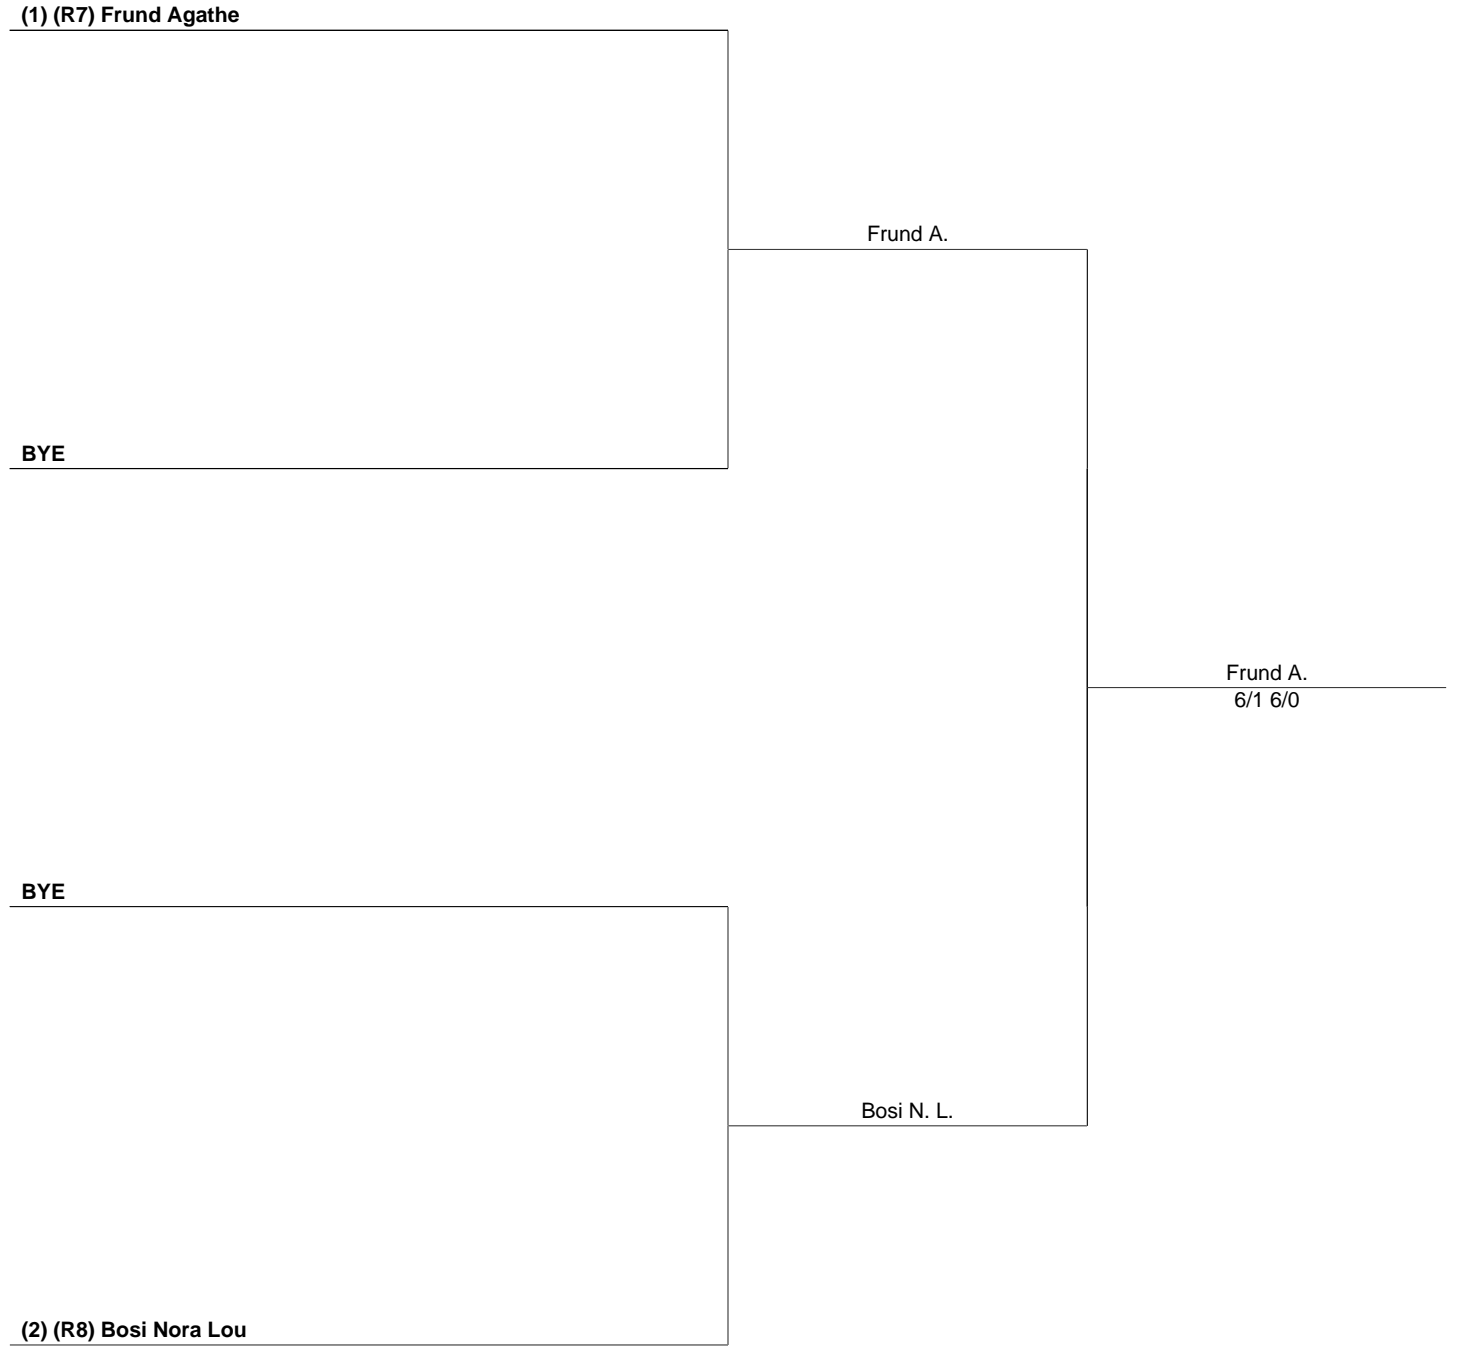 (1) (R7) Frund Agathe
Frund A.
BYE
Frund A.
6/1 6/0
BYE
Bosi N. L.
(2) (R8) Bosi Nora Lou